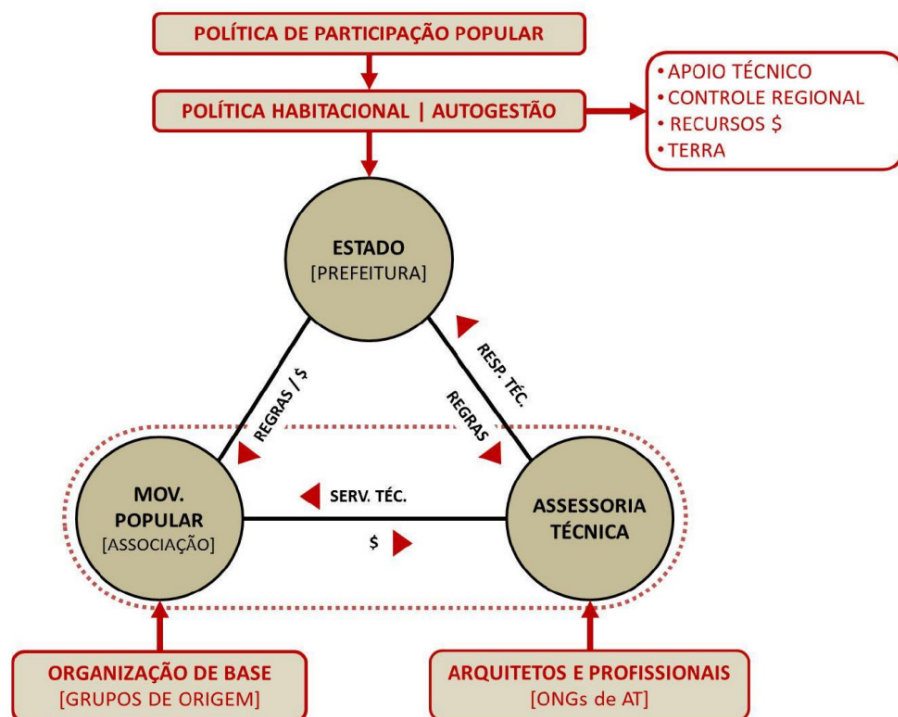 POLÍTICA DE PARTICIPAÇÃO POPULAR
POLÍTICA HABITACIONAL | AUTOGESTÃO
• APOIO TÉCNICO
• CONTROLE REGIONAL
• RECURSOS $
• TERRA
ESTADO
[PREFEITURA]
REGRAS / $
RESP. TÉC.
REGRAS
MOV.
POPULAR
[ASSOCIAÇÃO]
SERV. TÉC.
$
ASSESSORIA
TÉCNICA
ORGANIZAÇÃO DE BASE
[GRUPOS DE ORIGEM]
ARQUITETOS E PROFISSIONAIS
[ONGs de AT]